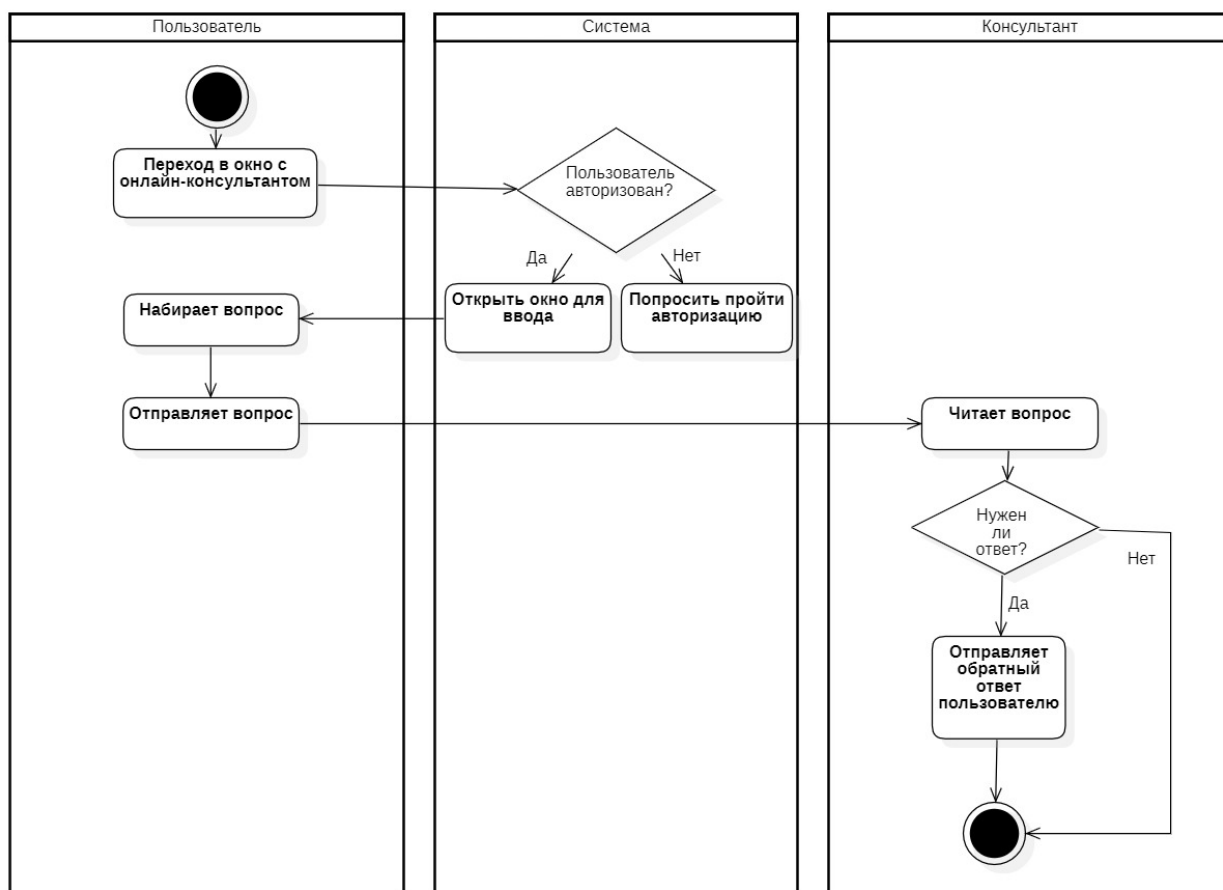 Пользователь
Система
Консультант
Переход в окно с
онлайн-консультантом
Пользователь
авторизован?
Да
Нет
Открыть окно для
ввода
Попросить пройти
авторизацию
Набирает вопрос
Отправляет вопрос
Читает вопрос
Нужен
ли
ответ?
Нет
Да
Отправляет
обратный
ответ
пользователю